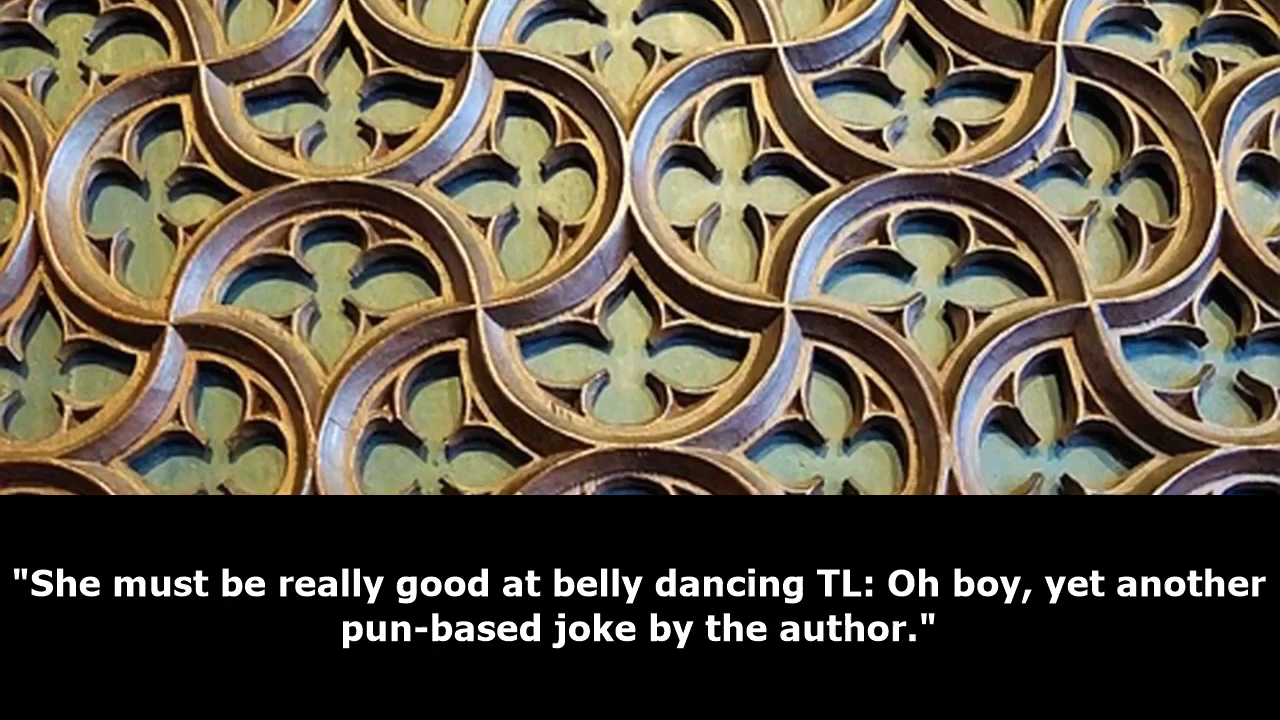 "She must be really good at belly dancing TL: Oh boy, yet another
pun-based joke by the author."